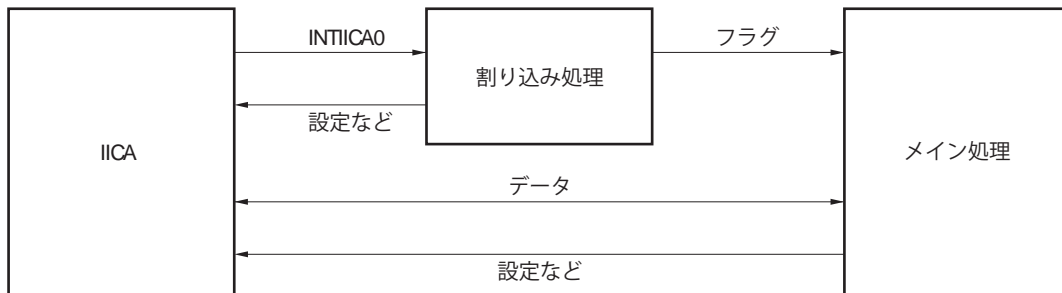 INTIICA0
フラグ
割り込み処理
設定など
IICA
メイン処理
データ
設定など